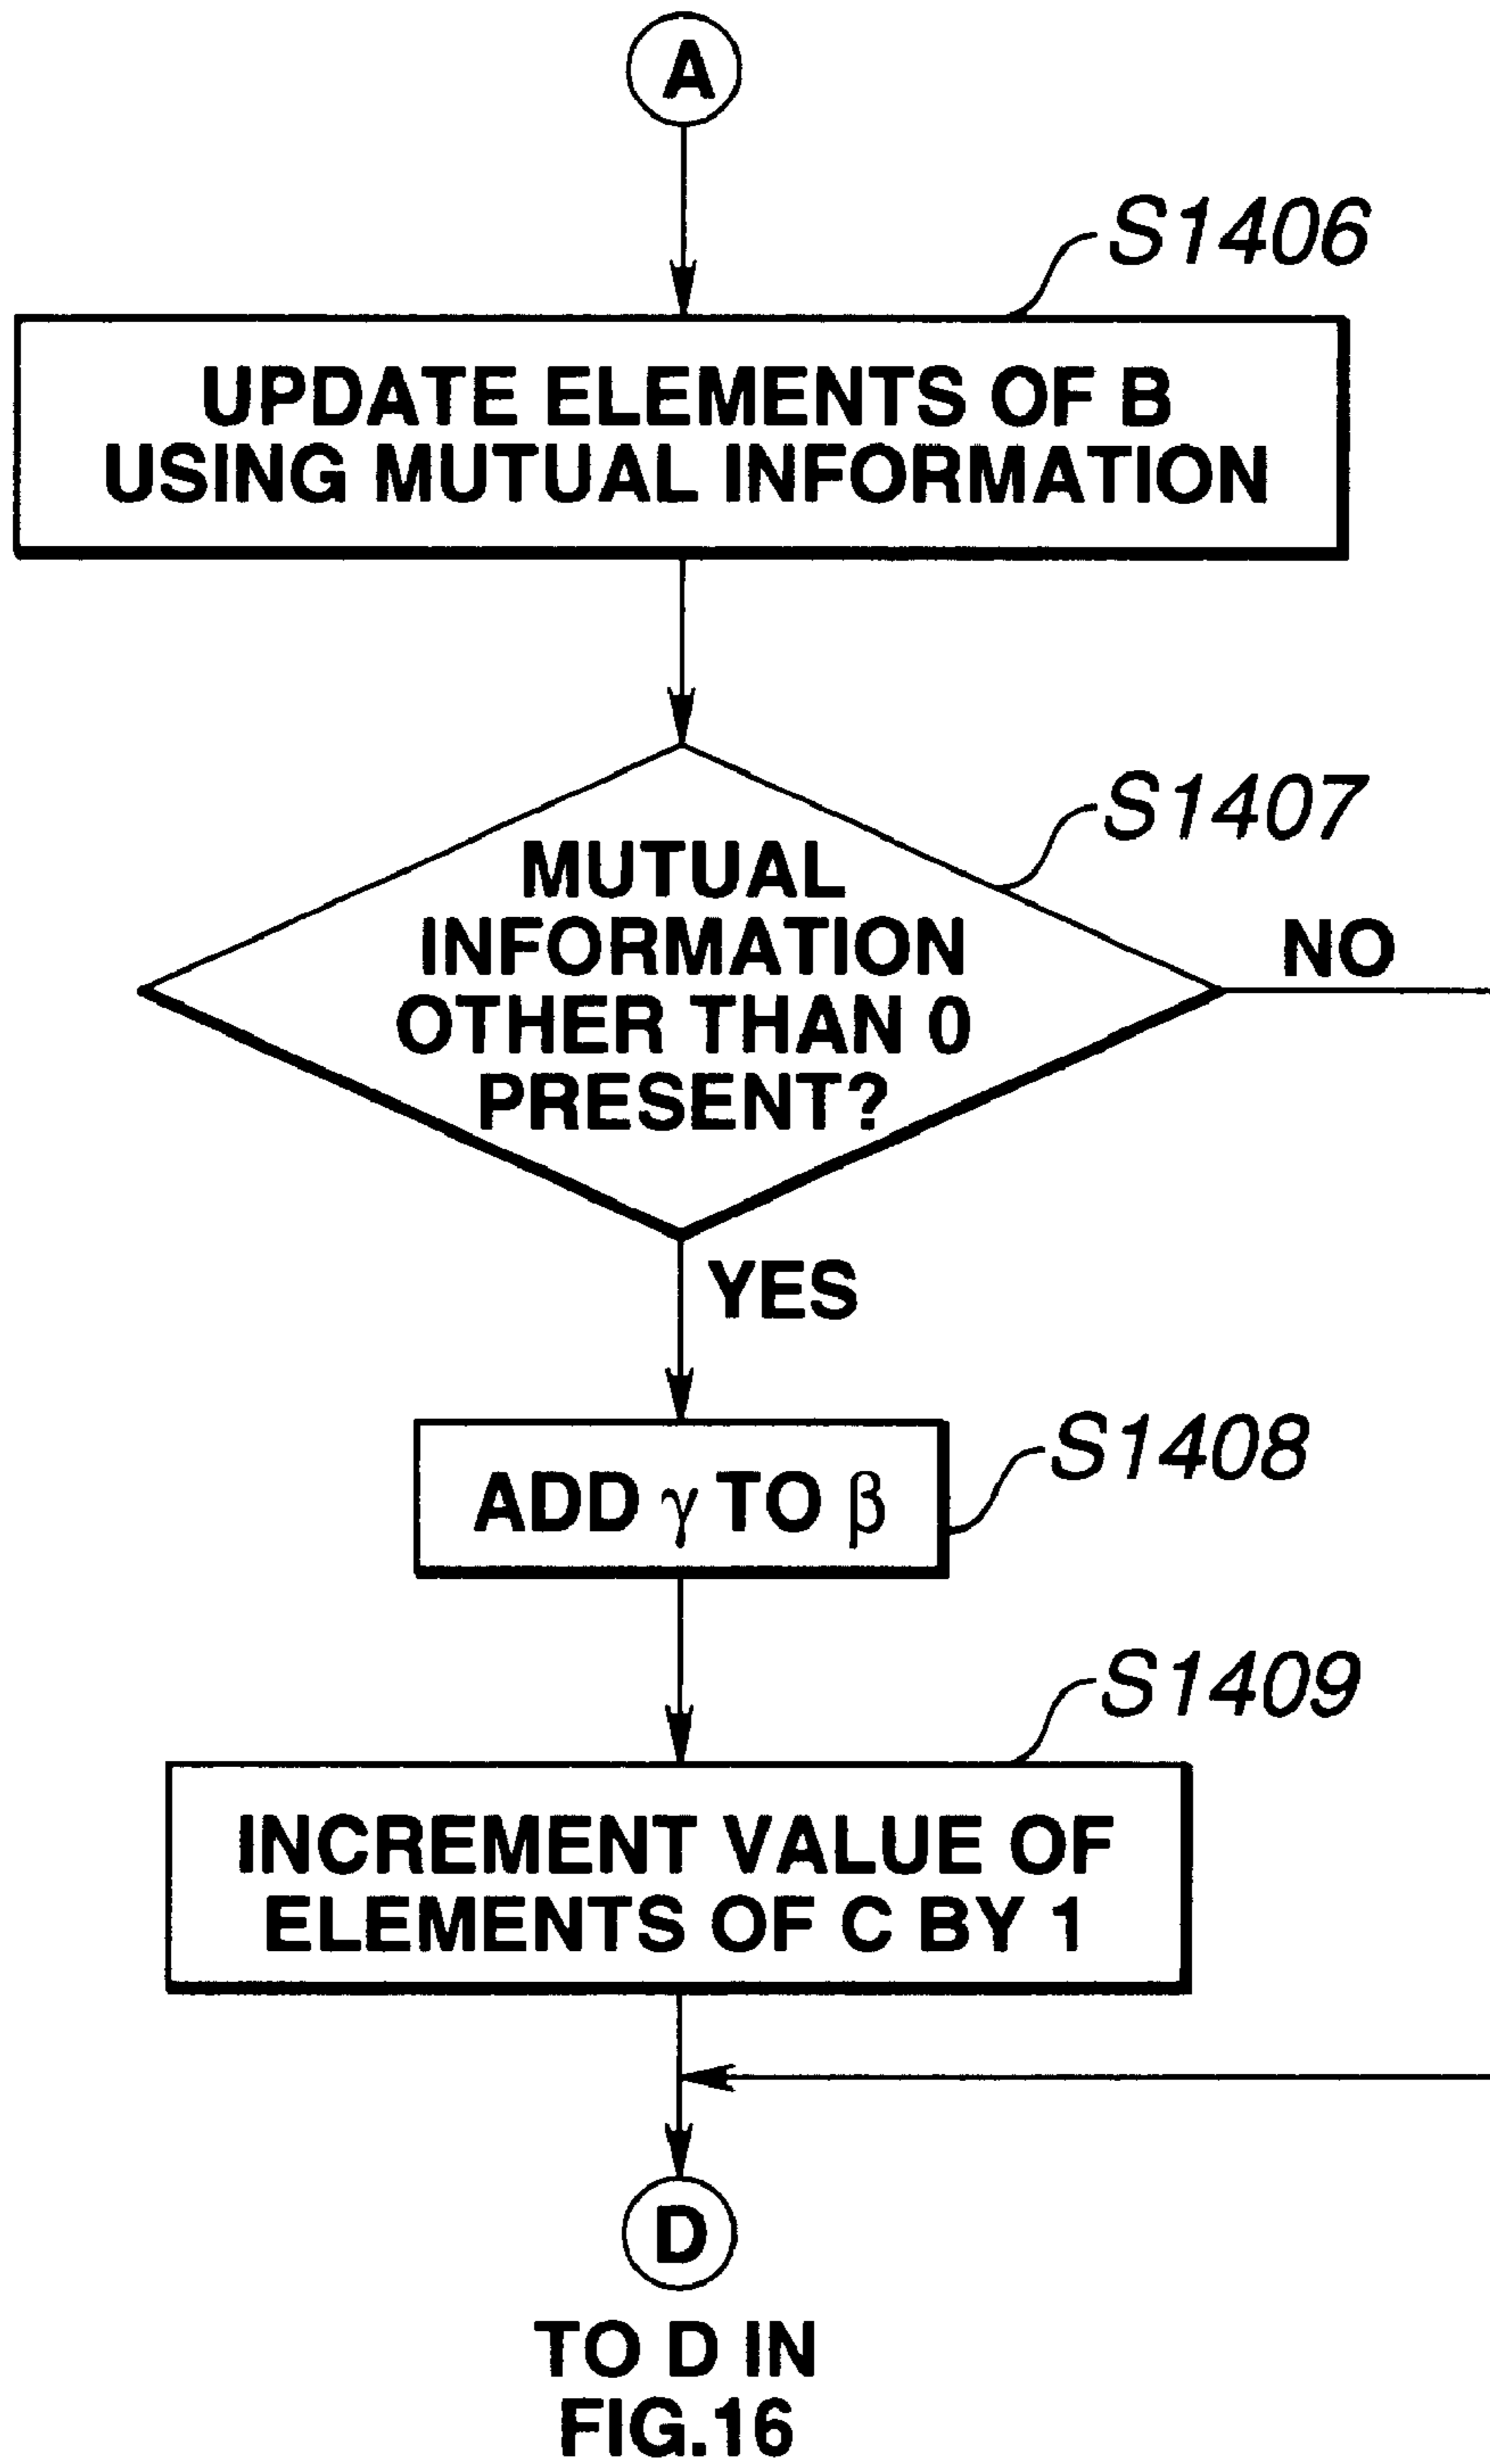 A
S1406
UPDATE ELEMENTS OF B
USING MUTUAL INFORMATION
S1407
MUTUAL
INFORMATION
OTHER THAN 0
PRESENT?
NO
YES
S1408
ADD γ TO β
S1409
INCREMENT VALUE OF
ELEMENTS OF C BY 1
D
TO D IN
FIG.16